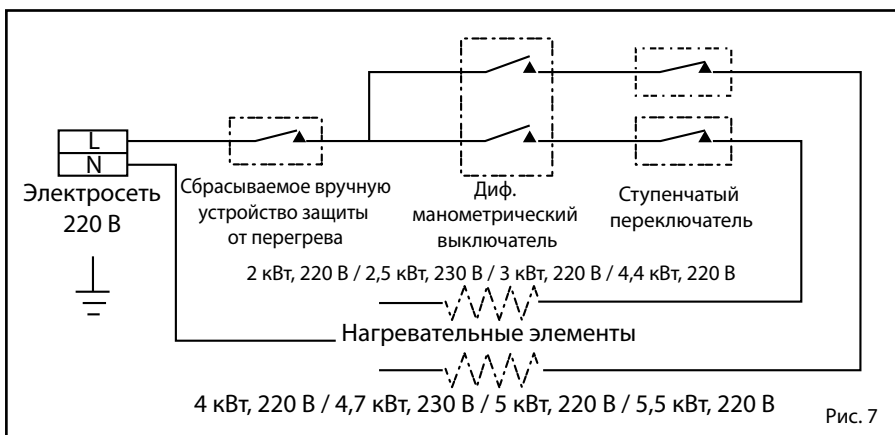 L
N
Электросеть
220 В
Сбрасываемое вручную
устройство защиты
от перегрева
Диф.
манометрический
выключатель
Ступенчатый
переключатель
2 кВт, 220 В / 2,5 кВт, 230 В / 3 кВт, 220 В / 4,4 кВт, 220 В
Нагревательные элементы
4 кВт, 220 В / 4,7 кВт, 230 В / 5 кВт, 220 В / 5,5 кВт, 220 В
Рис. 7